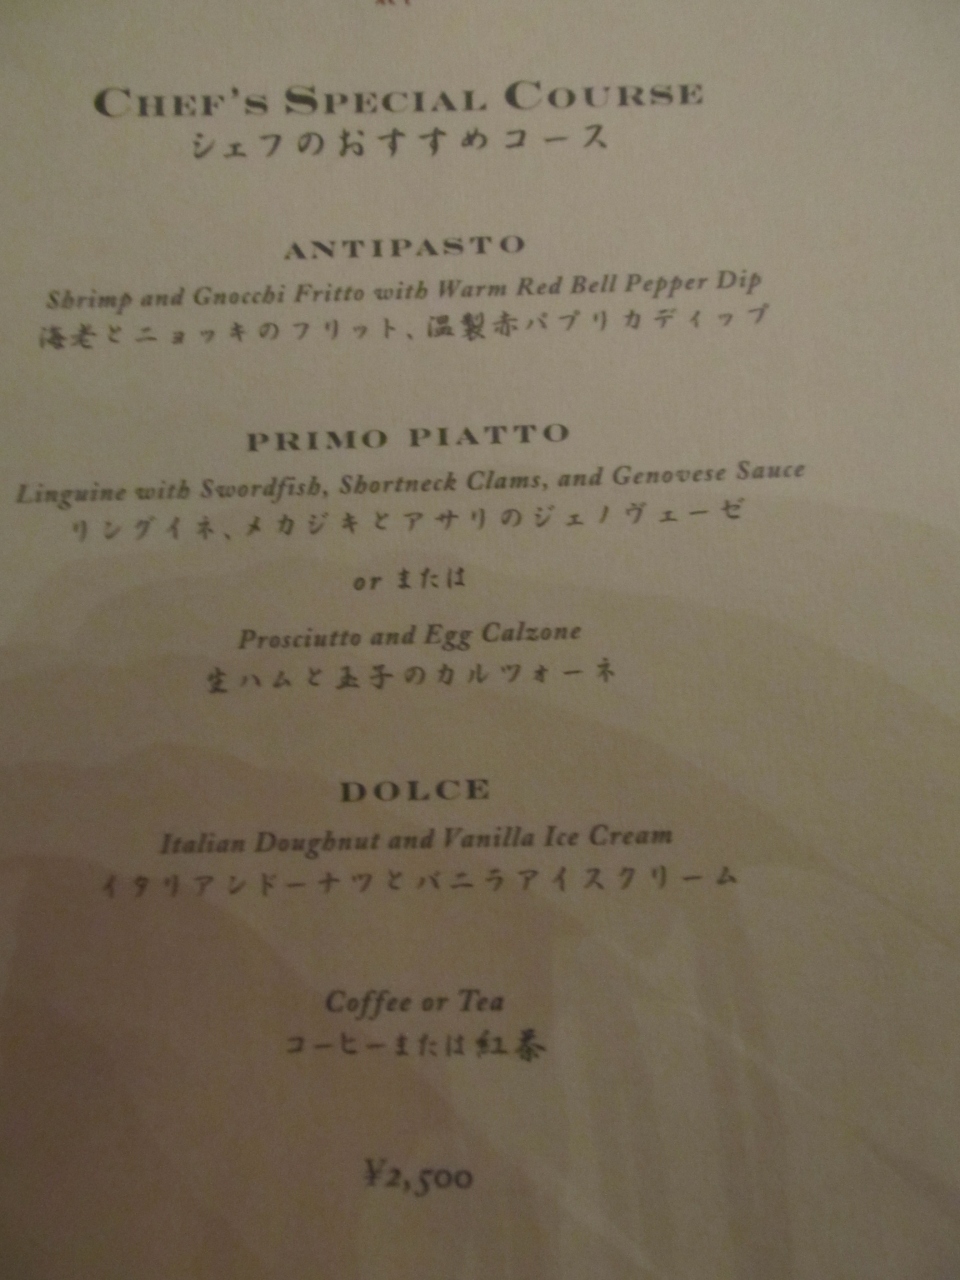 CHEF'S SPECIAL COURSE
シェフのおすすめコース
ANTIPASTO
Shrimp and Gnocchi Fritto with Warm Red Bell Pepper Dip
海老とニョッキのフリット、温製赤パプリカディップ
PRIMO PIATTO
Linguine with Swordfish, Shortneck Clams, and Genovese Sauce
リングイネ、メカジキとアサリのジェノヴェーゼ
or または
Prosciutto and Egg Calzone
生ハムと玉子のカルツォーネ
DOLCE
Italian Doughnut and Vanilla Ice Cream
イタリアンドーナツとバニラアイスクリーム
Coffee or Tea
コーヒーまたは紅茶
¥2,500